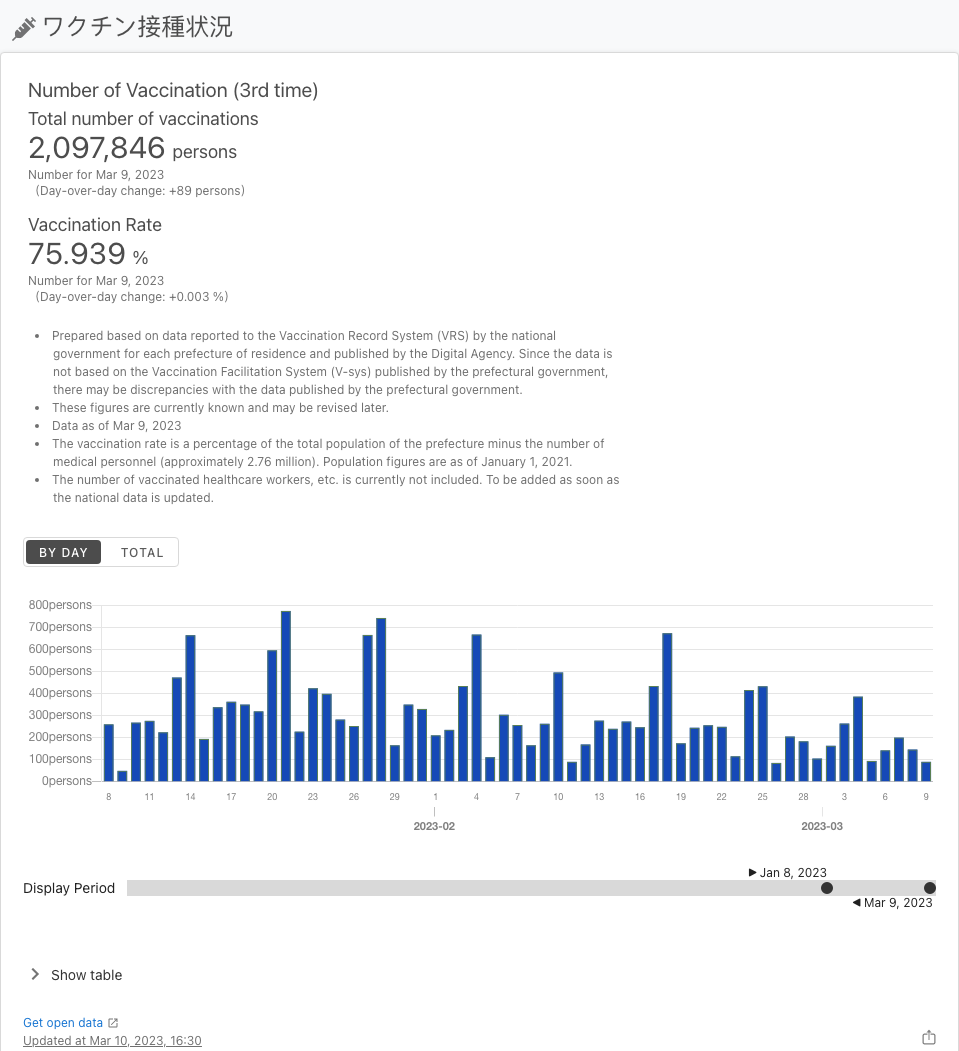 ワクチン接種状況
Number of Vaccination (3rd time)
Total number of vaccinations
2,097,846 persons
Number for Mar 9, 2023
(Day-over-day change: +89 persons)
Vaccination Rate
75.939 %
Number for Mar 9, 2023
(Day-over-day change: +0.003 %)
• Prepared based on data reported to the Vaccination Record System (VRS) by the national
government for each prefecture of residence and published by the Digital Agency. Since the data is
not based on the Vaccination Facilitation System (V-sys) published by the prefectural government,
there may be discrepancies with the data published by the prefectural government.
• These figures are currently known and may be revised later.
• Data as of Mar 9, 2023
• The vaccination rate is a percentage of the total population of the prefecture minus the number of
medical personnel (approximately 2.76 million). Population figures are as of January 1, 2021.
• The number of vaccinated healthcare workers, etc. is currently not included. To be added as soon as
the national data is updated.
BY DAY TOTAL
800persons
700persons
600persons
500persons
400persons
300persons
200persons
100persons
0persons
8 11 14 17 20 23 26 29 1 4 7 10 13 16 19 22 25 28 3 6 9
2023-02 2023-03
Jan 8, 2023
Display Period
Mar 9, 2023
Show table
Get open data
Updated at Mar 10, 2023, 16:30